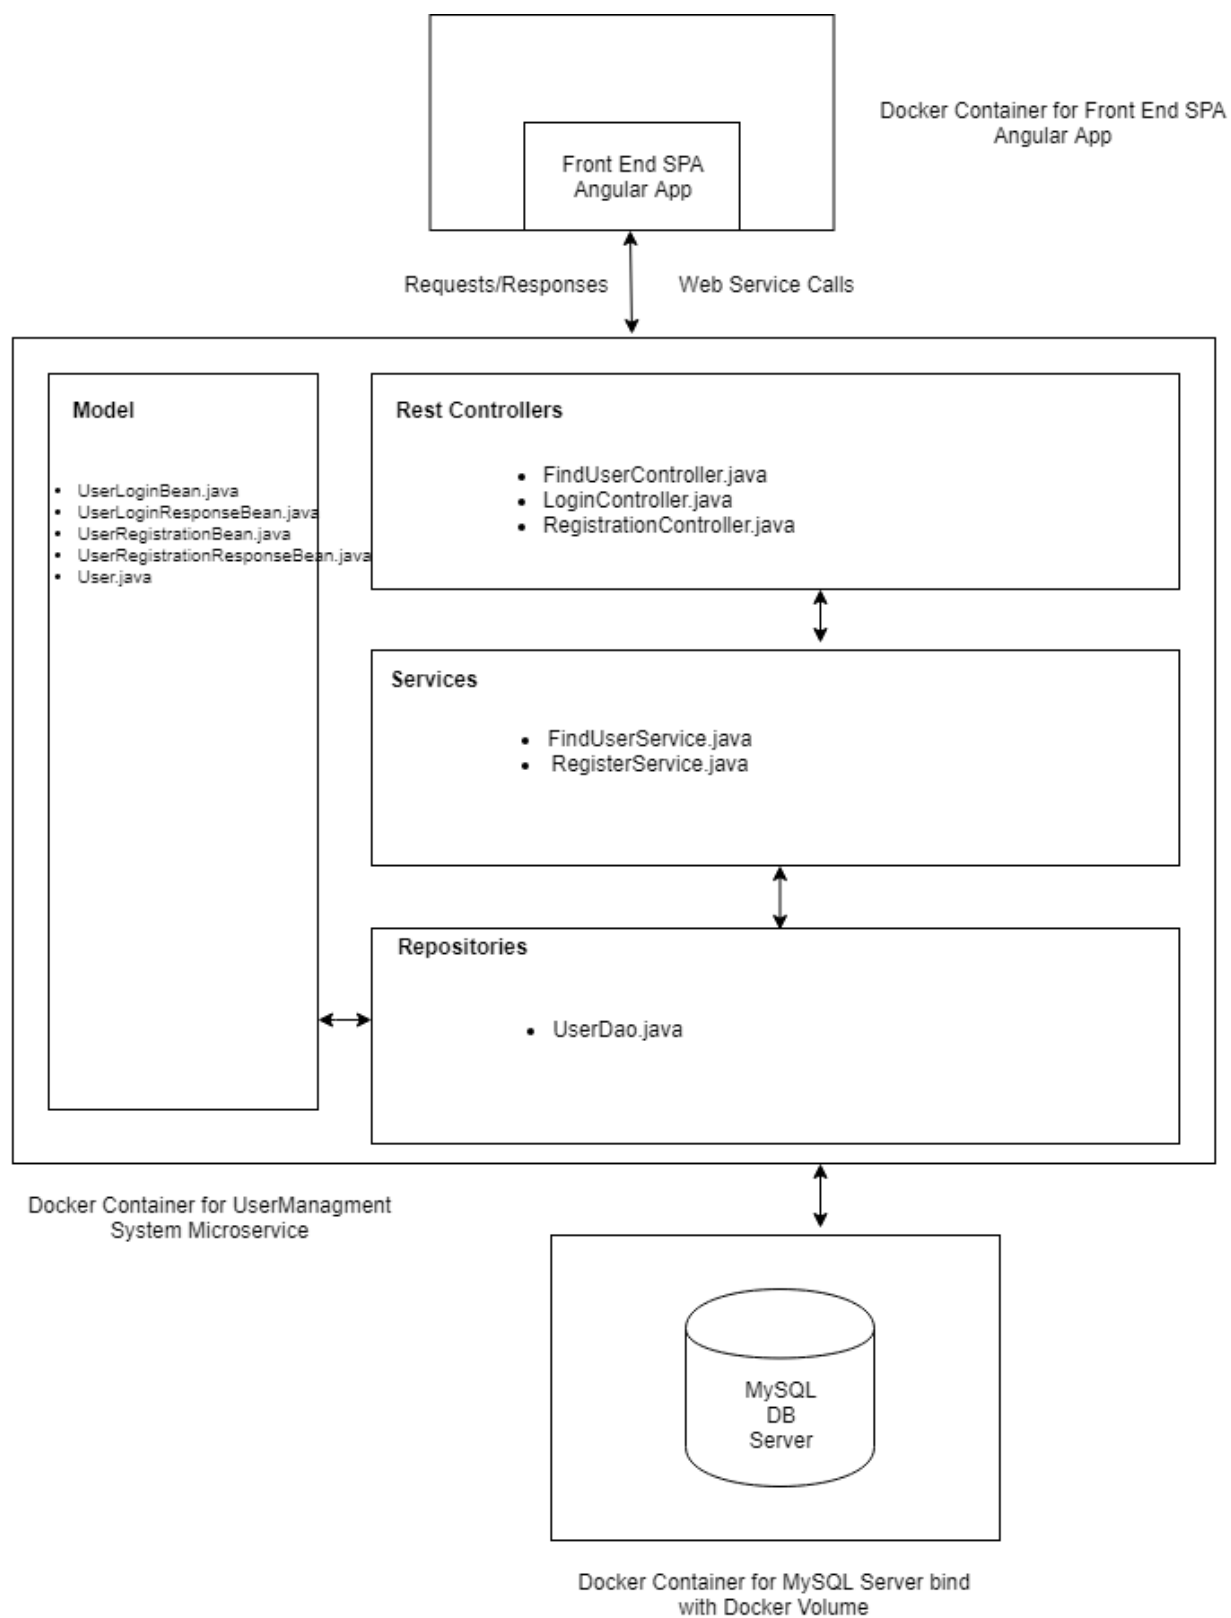 Docker Container for Front End SPA
Angular App
Front End SPA
Angular App
Requests/Responses
Web Service Calls
Model
UserLoginBean.java
UserLoginResponseBean.java
UserRegistrationBean.java
UserRegistrationResponseBean.java
User.java
Rest Controllers
FindUserController.java
LoginController.java
RegistrationController.java
Services
FindUserService.java
RegisterService.java
Repositories
UserDao.java
Docker Container for UserManagment
System Microservice
MySQL
DB
Server
Docker Container for MySQL Server bind
with Docker Volume